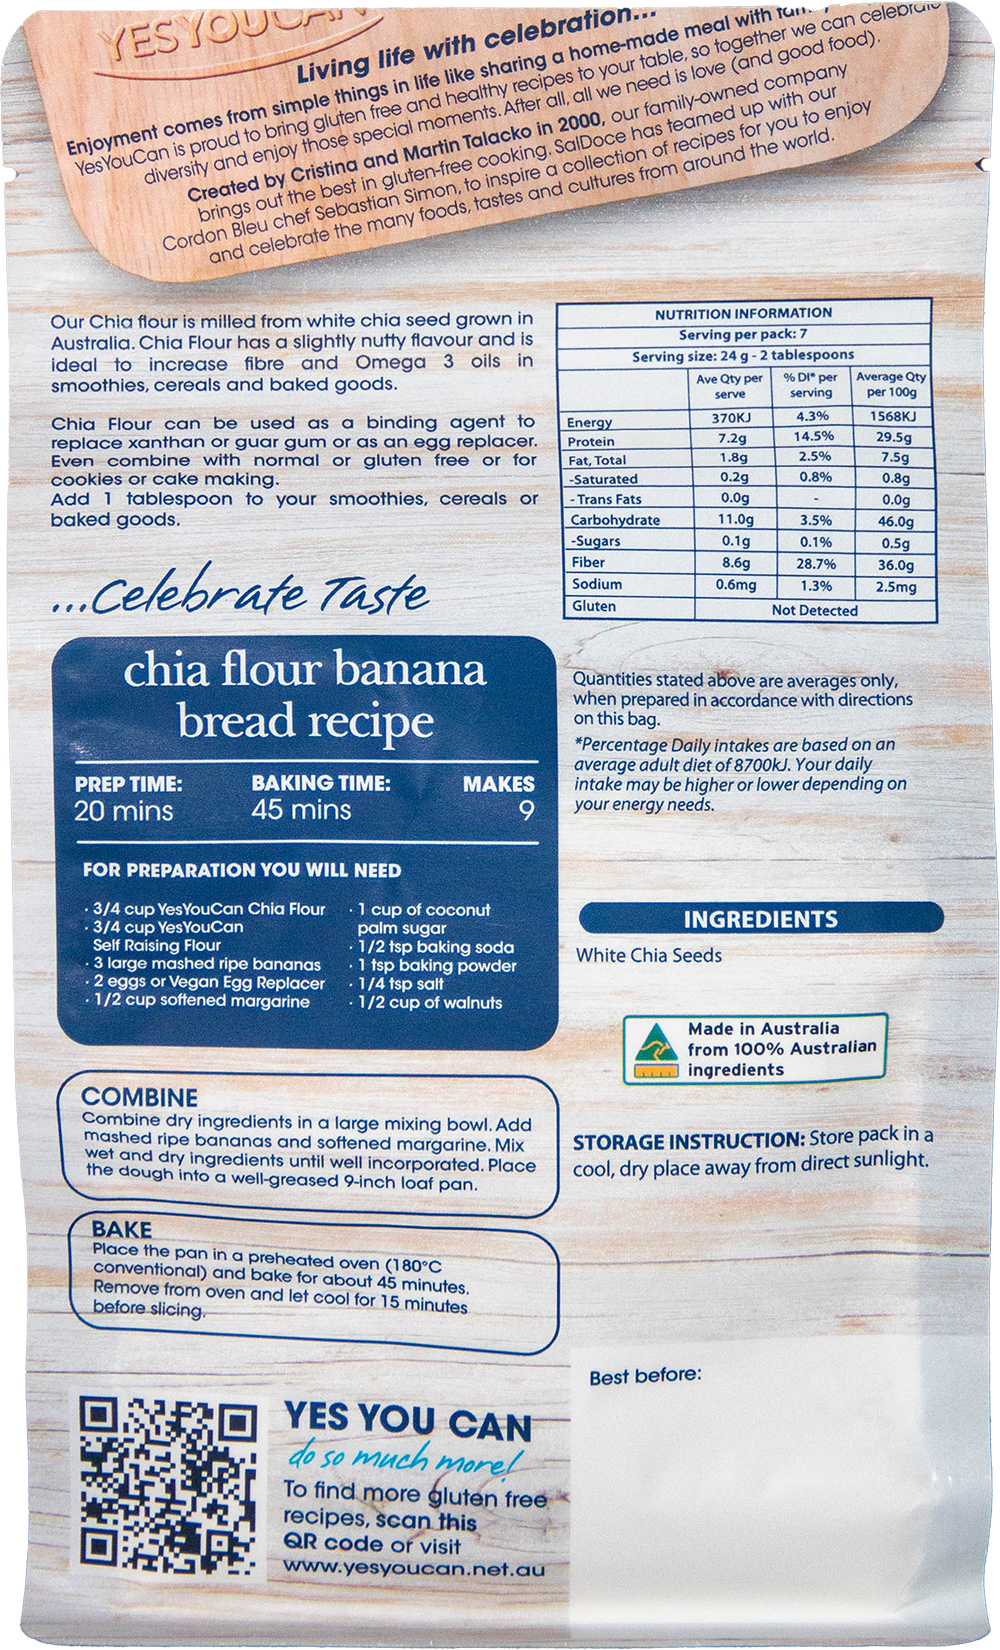 YESYOUCAN
Living life with celebration...
Enjoyment comes from simple things in life like sharing a home-made meal with
YesYouCan is proud to bring gluten free and healthy recipes to your table, so together we can celebrate
diversity and enjoy those special moments. After all, all we need is love (and good food).
Created by Cristina and Martin Talacko in 2000, our family-owned company
brings out the best in gluten-free cooking. SalDoce has teamed up with our
Cordon Bleu chef Sebastian Simon, to inspire a collection of recipes for you to enjoy
and celebrate the many foods, tastes and cultures from around the world.
Our Chia flour is milled from white chia seed grown in
Australia. Chia Flour has a slightly nutty flavour and is
ideal to increase fibre and Omega 3 oils in
smoothies, cereals and baked goods.
Chia Flour can be used as a binding agent to
replace xanthan or guar gum or as an egg replacer.
Even combine with normal or gluten free or for
cookies or cake making.
Add 1 tablespoon to your smoothies, cereals or
baked goods.
...Celebrate Taste
chia flour banana
bread recipe
PREP TIME: BAKING TIME: MAKES
20 mins 45 mins 9
FOR PREPARATION YOU WILL NEED
· 3/4 cup YesYouCan Chia Flour
· 3/4 cup YesYouCan
Self Raising Flour
· 3 large mashed ripe bananas
· 2 eggs or Vegan Egg Replacer
· 1/2 cup softened margarine
· 1 cup of coconut
palm sugar
· 1/2 tsp baking soda
· 1 tsp baking powder
· 1/4 tsp salt
· 1/2 cup of walnuts
COMBINE
Combine dry ingredients in a large mixing bowl. Add
mashed ripe bananas and softened margarine. Mix
wet and dry ingredients until well incorporated. Place
the dough into a well-greased 9-inch loaf pan.
BAKE
Place the pan in a preheated oven (180°C
conventional) and bake for about 45 minutes.
Remove from oven and let cool for 15 minutes
before slicing.
YES YOU CAN
do so much more!
To find more gluten free
recipes, scan this
QR code or visit
www.yesyoucan.net.au
NUTRITION INFORMATION
Serving per pack: 7
Serving size: 24 g - 2 tablespoons
Ave Qty per serve % DI* per serving Average Qty per 100g
Energy 370KJ 4.3% 1568KJ
Protein 7.2g 14.5% 29.5g
Fat, Total 1.8g 2.5% 7.5g
-Saturated 0.2g 0.8% 0.8g
- Trans Fats 0.0g - 0.0g
Carbohydrate 11.0g 3.5% 46.0g
-Sugars 0.1g 0.1% 0.5g
Fiber 8.6g 28.7% 36.0g
Sodium 0.6mg 1.3% 2.5mg
Gluten Not Detected
Quantities stated above are averages only,
when prepared in accordance with directions
on this bag.
*Percentage Daily intakes are based on an
average adult diet of 8700kJ. Your daily
intake may be higher or lower depending on
your energy needs.
INGREDIENTS
White Chia Seeds
Made in Australia
from 100% Australian
ingredients
STORAGE INSTRUCTION: Store pack in a
cool, dry place away from direct sunlight.
Best before: